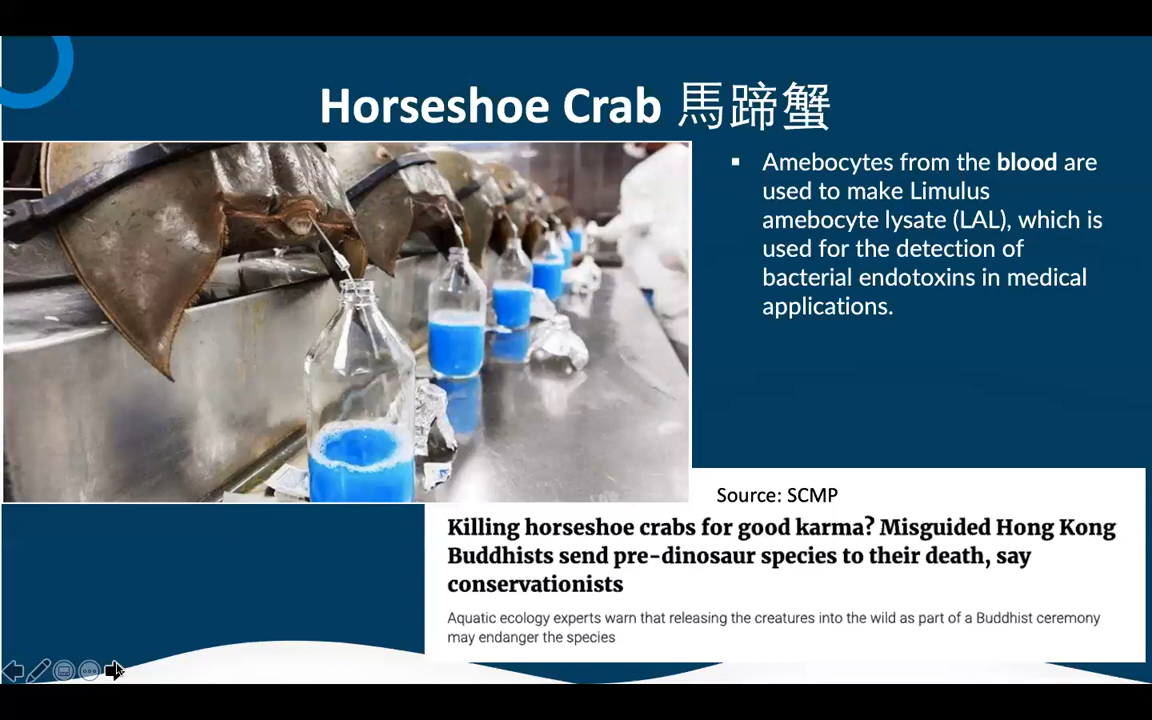 Horseshoe Crab 馬蹄蟹
▪ Amebocytes from the blood are
used to make Limulus
amebocyte lysate (LAL), which is
used for the detection of
bacterial endotoxins in medical
applications.
Source: SCMP
Killing horseshoe crabs for good karma? Misguided Hong Kong
Buddhists send pre-dinosaur species to their death, say
conservationists
Aquatic ecology experts warn that releasing the creatures into the wild as part of a Buddhist ceremony
may endanger the species